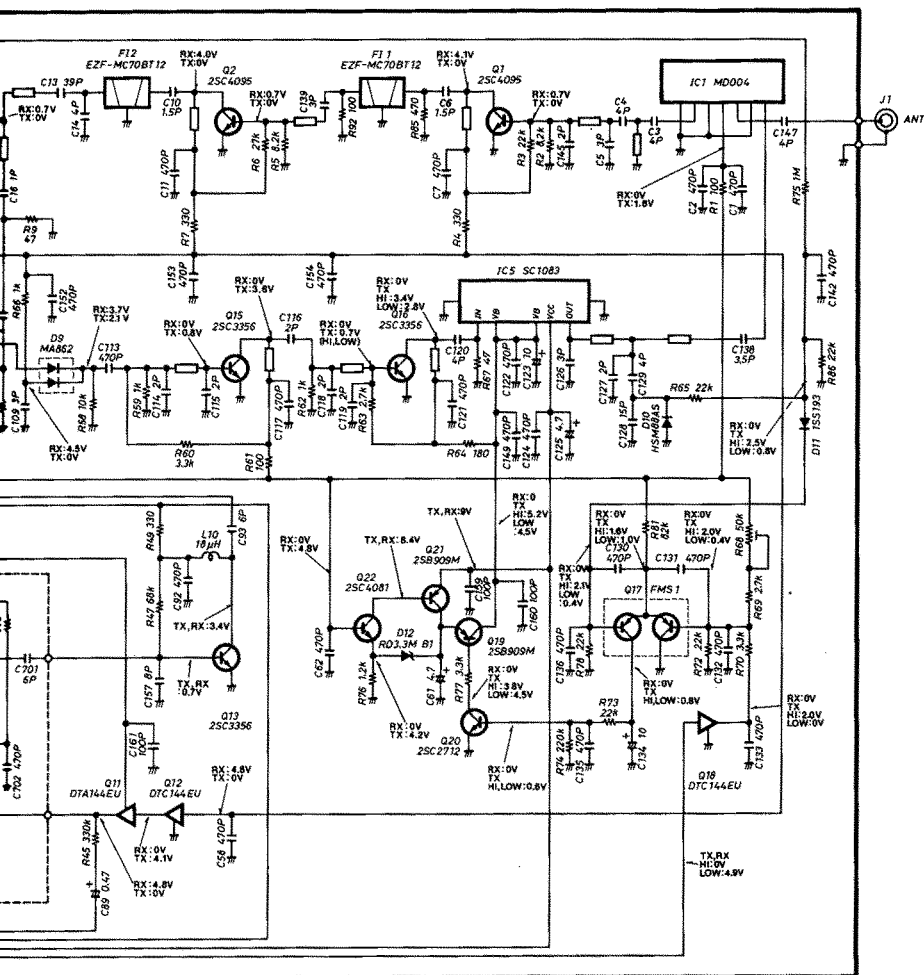 FI2
EZF-MC70BT12
RX:4.0V
TX:0V
Q2
2SC4095
FI1
EZF-MC70BT12
RX:4.1V
TX:0V
Q1
2SC4095
IC1 MD004
J1
ANT
C13 39P
C14 4P
C10
1.5P
RX:0.7V
TX:0V
C139
3P
R92 100
R85 470
C6
1.5P
RX:0.7V
TX:0V
C4
4P
C3
4P
C147
4P
RX:0.7V
TX:0V
R6 27k
R5 8.2k
R3 22k
R2 8.2k
C145 2P
C5 3P
C11 470P
C7 470P
RX:0V
TX:1.8V
C2 470P
R1 100
C1 470P
R75 1M
C16 1P
R9
47
R7 330
R4 330
C153
470P
C154
470P
IC5 SC1083
C142 470P
R66 1k
C152
470P
RX:3.7V
TX:2.1V
D9
MA862
C113
470P
RX:0V
TX:0.8V
Q15
2SC3356
RX:0V
TX:3.8V
C116
2P
RX:0V
TX:0.7V
(HI,LOW)
RX:0V
TX
HI:3.4V
LOW:2.8V
Q16
2SC3356
IN
VB
VB
VCC
OUT
C120
4P
R67 47
C122 470P
C123 10
C126 3P
C138
3.5P
C109 3P
R58 10k
R59 1k
C114 2P
C115 2P
C117 470P
R62 1k
C118 2P
C119 2P
R63 2.7k
C121 470P
C127 2P
C129 4P
R65 22k
R86 22k
RX:4.5V
TX:0V
R60
3.3k
R61
100
R64 180
C149 470P
C124 470P
C125 4.7
C128 15P
D10
HSM88AS
RX:0V
TX
HI:2.5V
LOW:0.8V
D11 1SS193
R49 330
L10
18μH
C93 6P
RX:0V
TX:4.8V
TX,RX:8.4V
TX,RX:9V
Q21
2SB909M
RX:0
TX
HI:5.2V
LOW
:4.5V
RX:0V
TX
HI:1.6V
LOW:1.0V
R81
82k
RX:0V
TX
HI:2.0V
LOW:0.4V
R68 50k
C130
470P
C131 470P
C92 470P
R47 68k
TX,RX:3.4V
Q22
2SC4081
C159
100P
C160 100P
RX:0V
TX
HI:2.1V
LOW
:0.4V
Q17 FMS1
R69 2.7k
D12
RD3.3M B1
Q19
2SB909M
C701
6P
TX,RX
:0.7V
C157 8P
C62 470P
R76 1.2k
C61 4.7
R77 3.3k
RX:0V
TX
HI:3.8V
LOW:4.5V
C136 470P
R78 22k
R72 22k
C132 470P
R70 3.3k
Q13
2SC3356
RX:0V
TX:4.2V
Q20
2SC2712
R73
22k
RX:0V
TX
HI,LOW:0.8V
RX:0V
TX
HI:2.0V
LOW:0V
C702 470P
C161
100P
Q11
DTA144EU
Q12
DTC144EU
RX:4.8V
TX:0V
RX:0V
TX
HI,LOW:0.6V
R74 220k
C135 470P
C134 10
Q18
DTC144EU
C133 470P
R45 330k
RX:0V
TX:4.1V
C58 470P
RX:4.8V
TX:0V
C89 0.47
TX,RX
HI:0V
LOW:4.9V